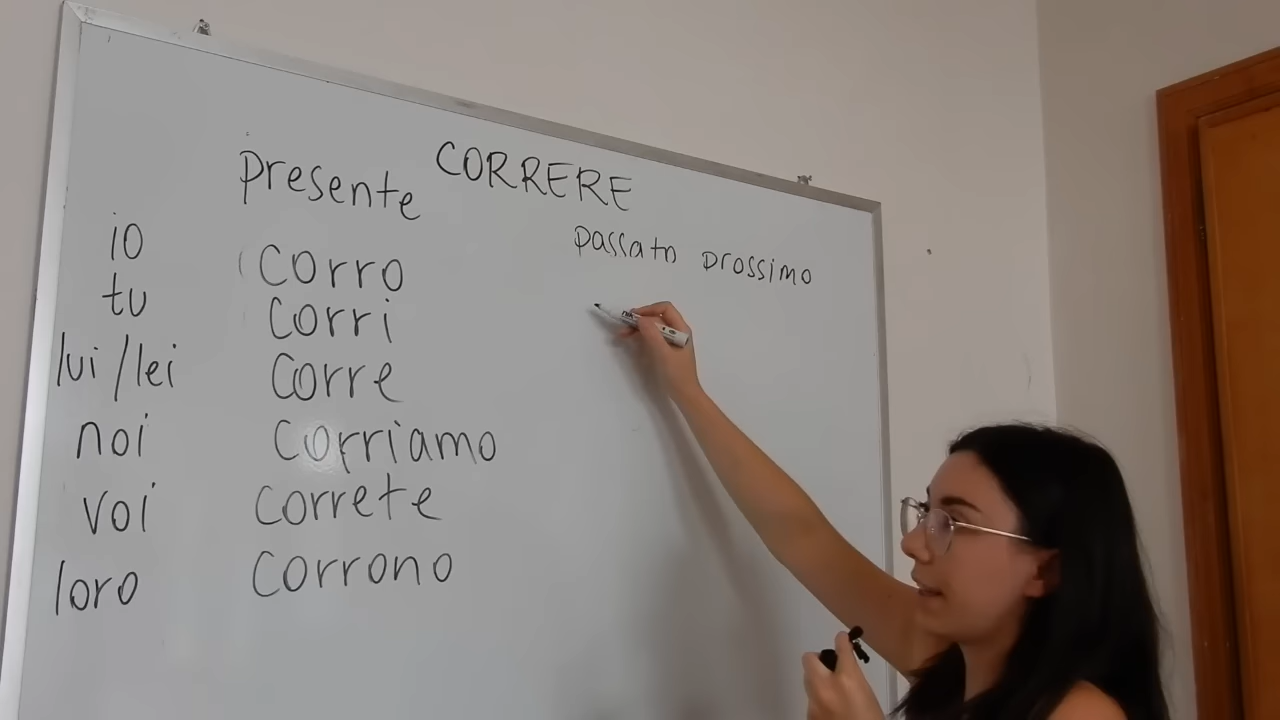 CORRERE
presente passato prossimo
io corro
tu corri
lui/lei corre
noi corriamo
voi correte
loro corrono